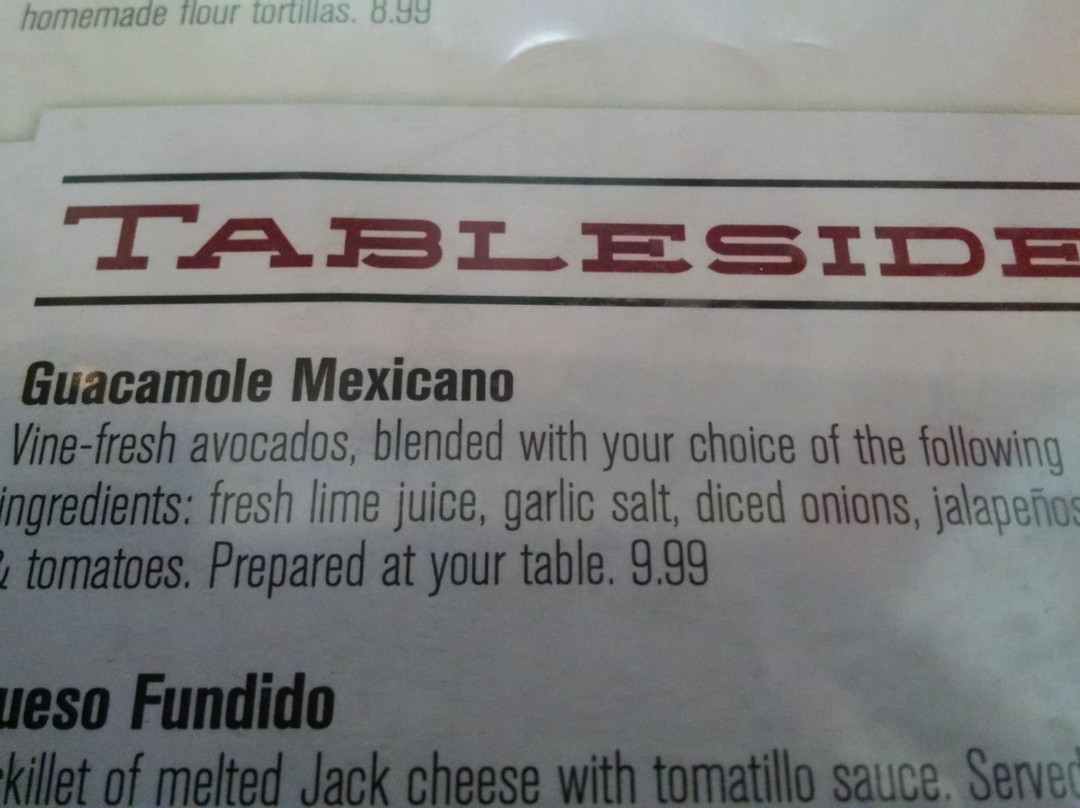 homemade flour tortillas. 8.99
TABLESIDE
Guacamole Mexicano
Vine-fresh avocados, blended with your choice of the following
ingredients: fresh lime juice, garlic salt, diced onions, jalapeños
& tomatoes. Prepared at your table. 9.99
ueso Fundido
killet of melted Jack cheese with tomatillo sauce. Served